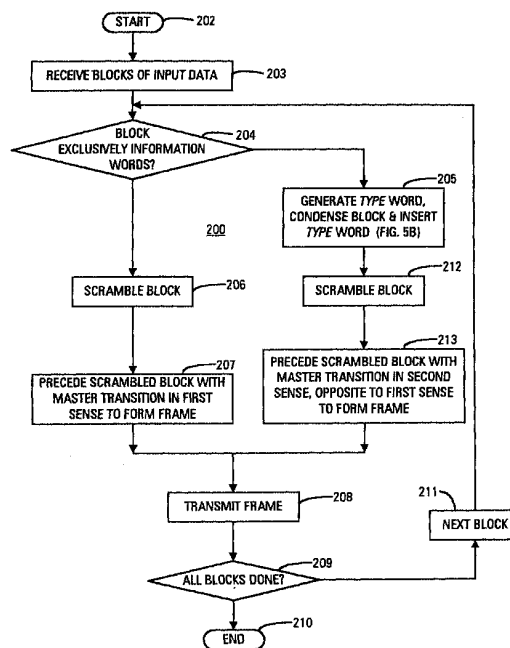 START
202
RECEIVE BLOCKS OF INPUT DATA
203
BLOCK
EXCLUSIVELY INFORMATION
WORDS?
204
200
205
GENERATE TYPE WORD,
CONDENSE BLOCK & INSERT
TYPE WORD (FIG. 5B)
SCRAMBLE BLOCK
206
212
SCRAMBLE BLOCK
207
PRECEDE SCRAMBLED BLOCK WITH
MASTER TRANSITION IN FIRST
SENSE TO FORM FRAME
213
PRECEDE SCRAMBLED BLOCK WITH
MASTER TRANSITION IN SECOND
SENSE, OPPOSITE TO FIRST SENSE
TO FORM FRAME
TRANSMIT FRAME
208
211
NEXT BLOCK
ALL BLOCKS DONE?
209
END
210